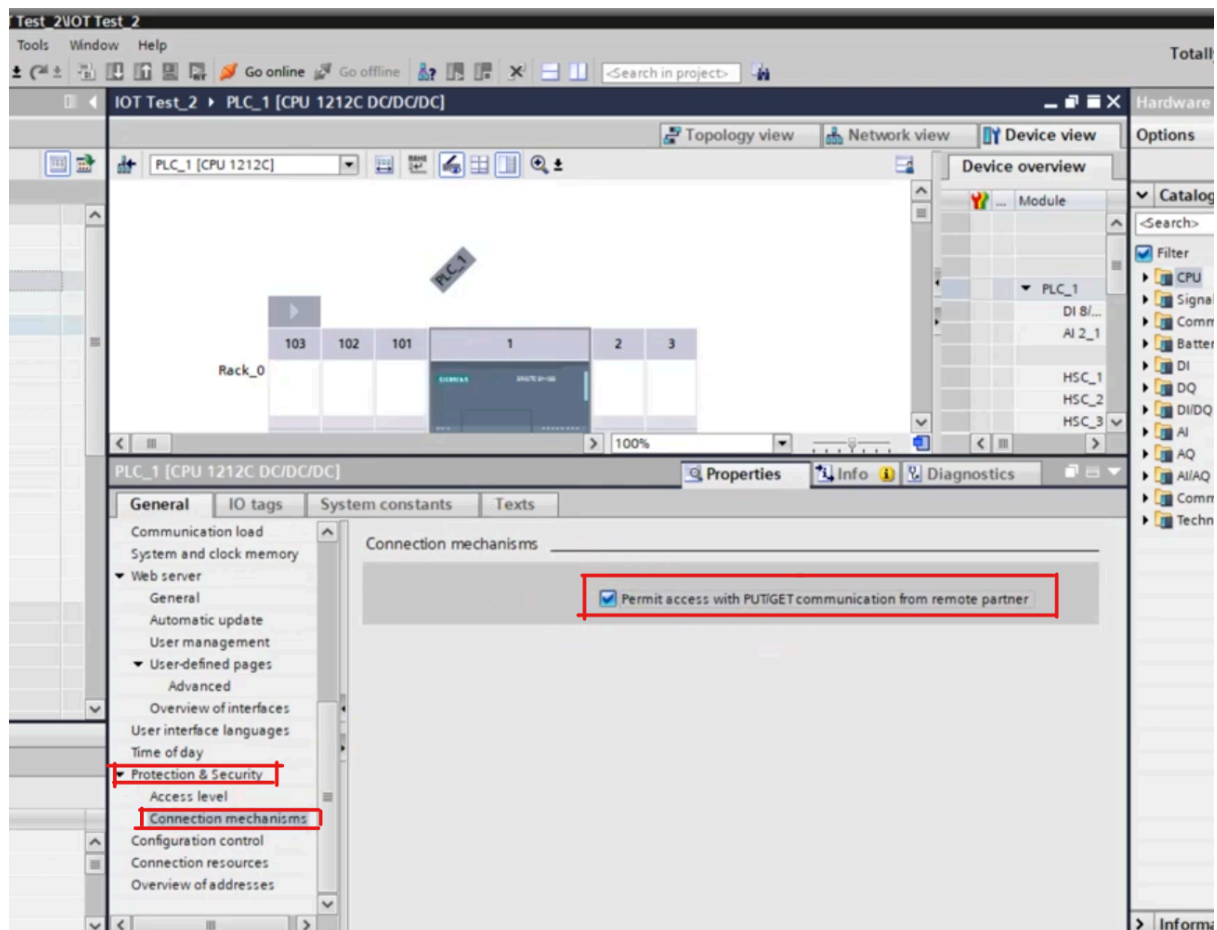 Test_2\IOT Test_2
Tools Window Help
Totall
Go online Go offline <Search in project>
IOT Test_2 PLC_1 [CPU 1212C DC/DC/DC]
Hardware
Topology view Network view Device view
Options
PLC_1 [CPU 1212C]
Device overview
... Module
Catalog
<Search>
Filter
CPU
Signal
Comm
Batter
DI
DQ
DI/DQ
AI
AQ
AI/AQ
Comm
Techn
PLC_1
DI 8/...
AI 2_1
HSC_1
HSC_2
HSC_3
PLC_1
103 102 101 1 2 3
Rack_0
SIEMENS
100%
PLC_1 [CPU 1212C DC/DC/DC]
Properties Info Diagnostics
General IO tags System constants Texts
Communication load
System and clock memory
Web server
General
Automatic update
User management
User-defined pages
Advanced
Overview of interfaces
User interface languages
Time of day
Protection & Security
Access level
Connection mechanisms
Configuration control
Connection resources
Overview of addresses
Connection mechanisms
Permit access with PUT/GET communication from remote partner
Informa